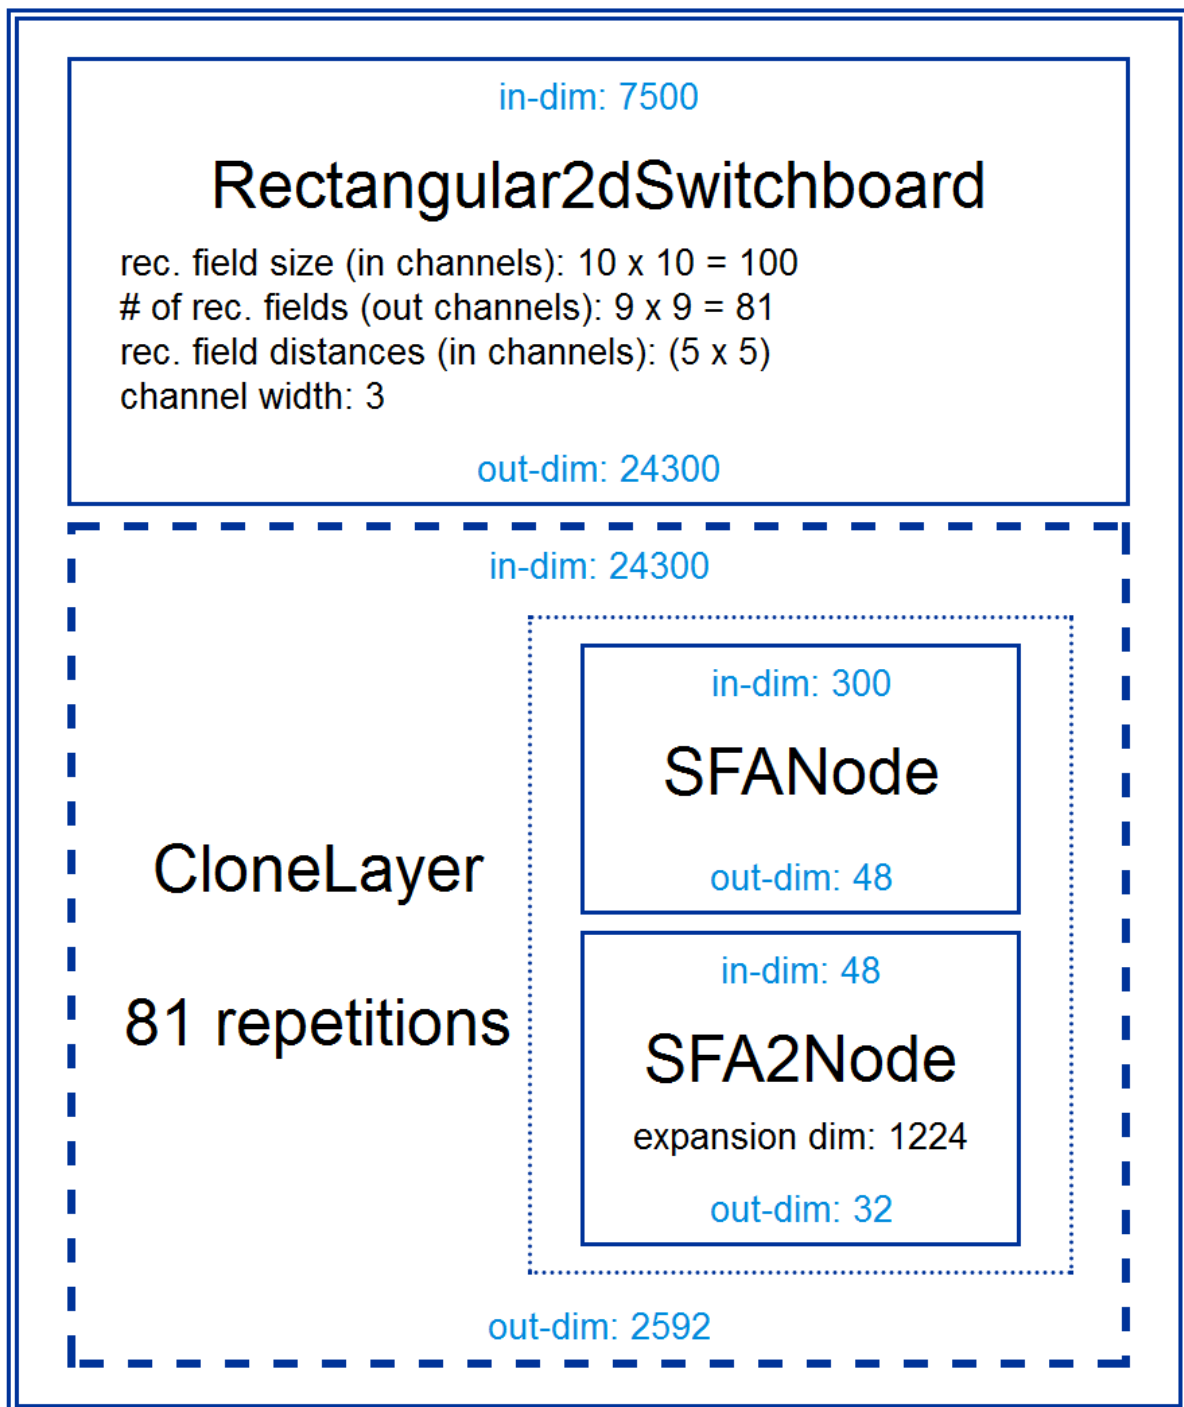 in-dim: 7500
Rectangular2dSwitchboard
rec. field size (in channels): 10 x 10 = 100
# of rec. fields (out channels): 9 x 9 = 81
rec. field distances (in channels): (5 x 5)
channel width: 3
out-dim: 24300
in-dim: 24300
CloneLayer
81 repetitions
in-dim: 300
SFANode
out-dim: 48
in-dim: 48
SFA2Node
expansion dim: 1224
out-dim: 32
out-dim: 2592